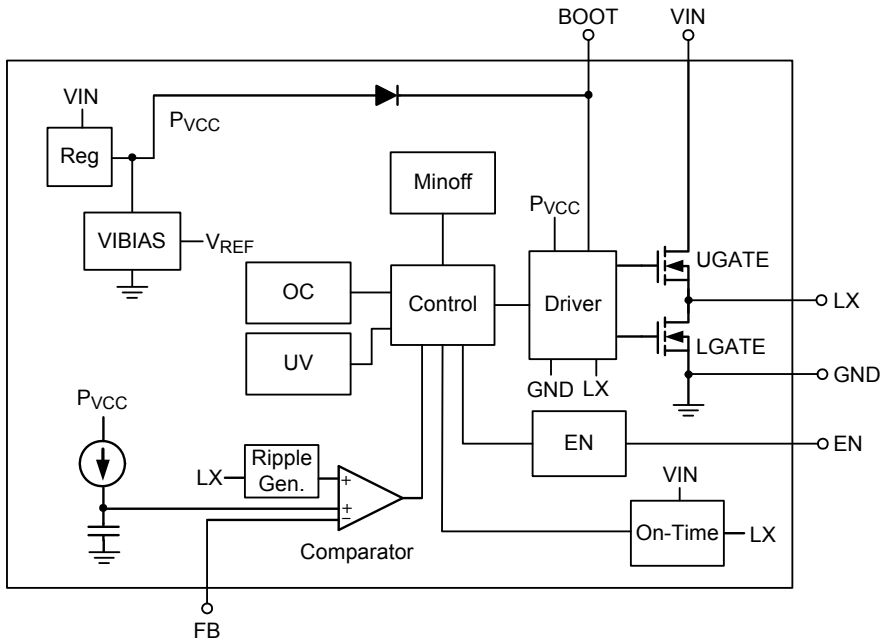 BOOT
VIN
VIN
PVCC
Reg
Minoff
VIBIAS
VREF
PVCC
OC
Control
Driver
UGATE
LX
UV
LGATE
GND
LX
GND
PVCC
EN
EN
Ripple
Gen.
LX
+
+
−
Comparator
VIN
On-Time
LX
FB